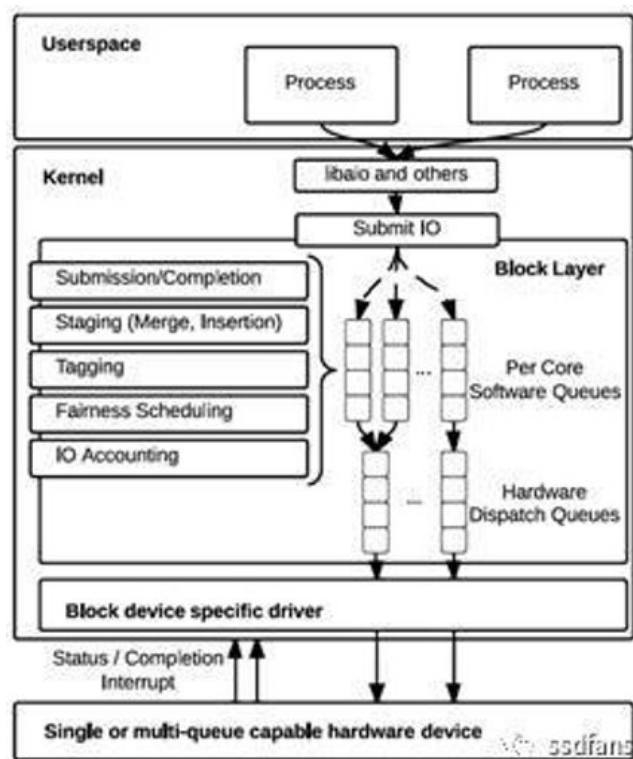 Userspace
Process
Process
Kernel
libaio and others
Submit IO
Block Layer
Submission/Completion
Staging (Merge, Insertion)
Tagging
Fairness Scheduling
IO Accounting
...
Per Core
Software Queues
...
Hardware
Dispatch Queues
Block device specific driver
Status / Completion
Interrupt
Single or multi-queue capable hardware device
ssdfans